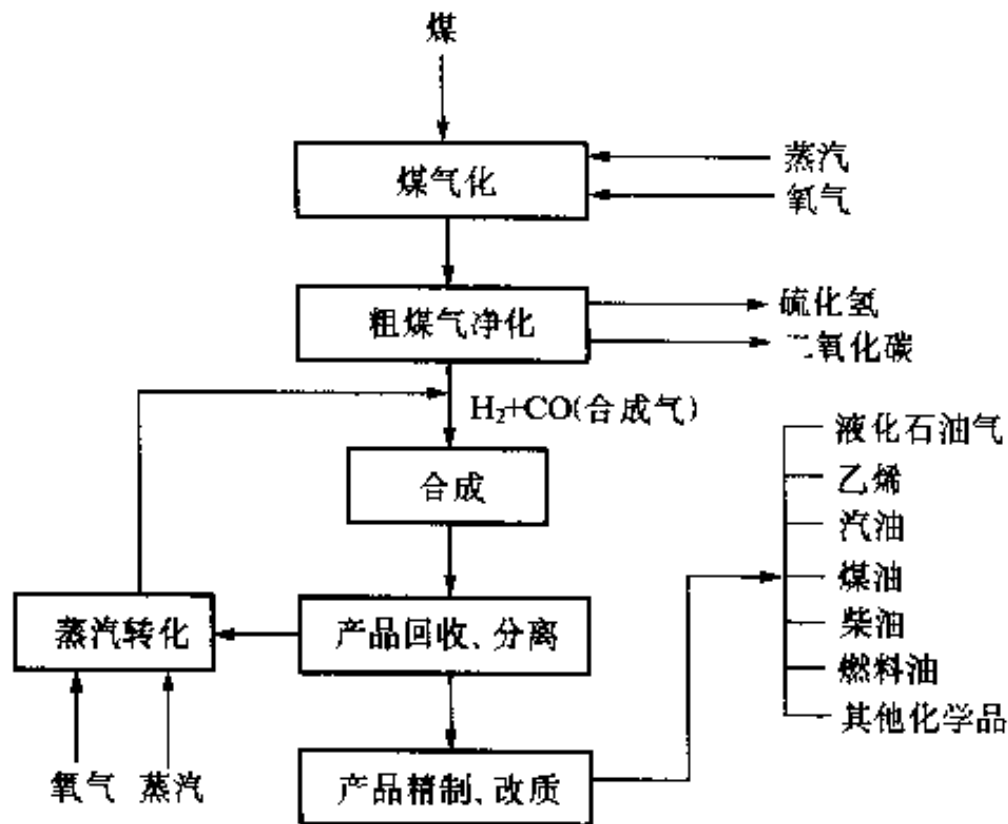 煤
煤气化
蒸汽
氧气
粗煤气净化
硫化氢
二氧化碳
H₂+CO(合成气)
合成
液化石油气
乙烯
汽油
煤油
柴油
燃料油
其他化学品
蒸汽转化
产品回收、分离
氧气 蒸汽
产品精制、改质